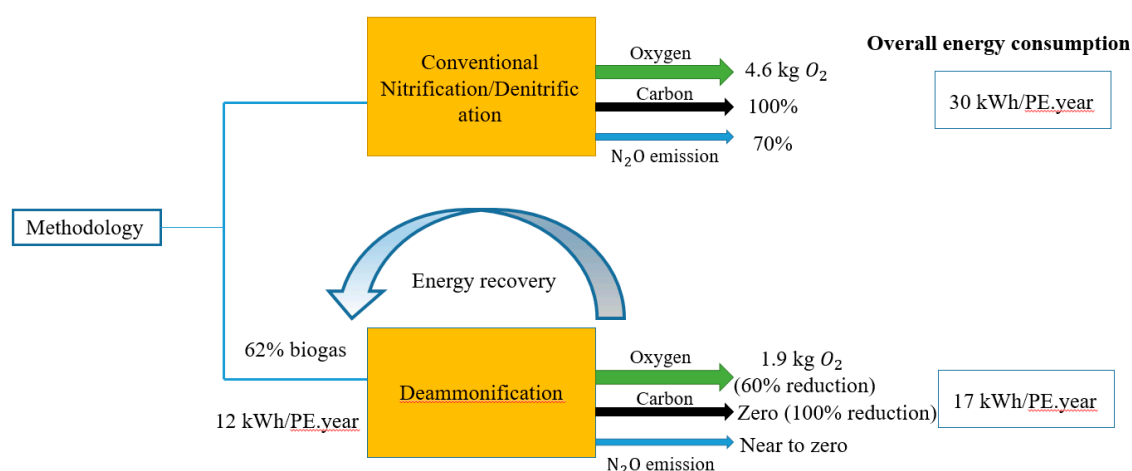 Oxygen
Overall energy consumption
Conventional
Nitrification/Denitrific
ation
4.6 kg O₂
Carbon
100%
30 kWh/PE.year
70%
N₂O emission
Methodology
Energy recovery
62% biogas
Oxygen
1.9 kg O₂
(60% reduction)
Deammonification
Carbon
17 kWh/PE.year
Zero (100% reduction)
12 kWh/PE.year
Near to zero
N₂O emission